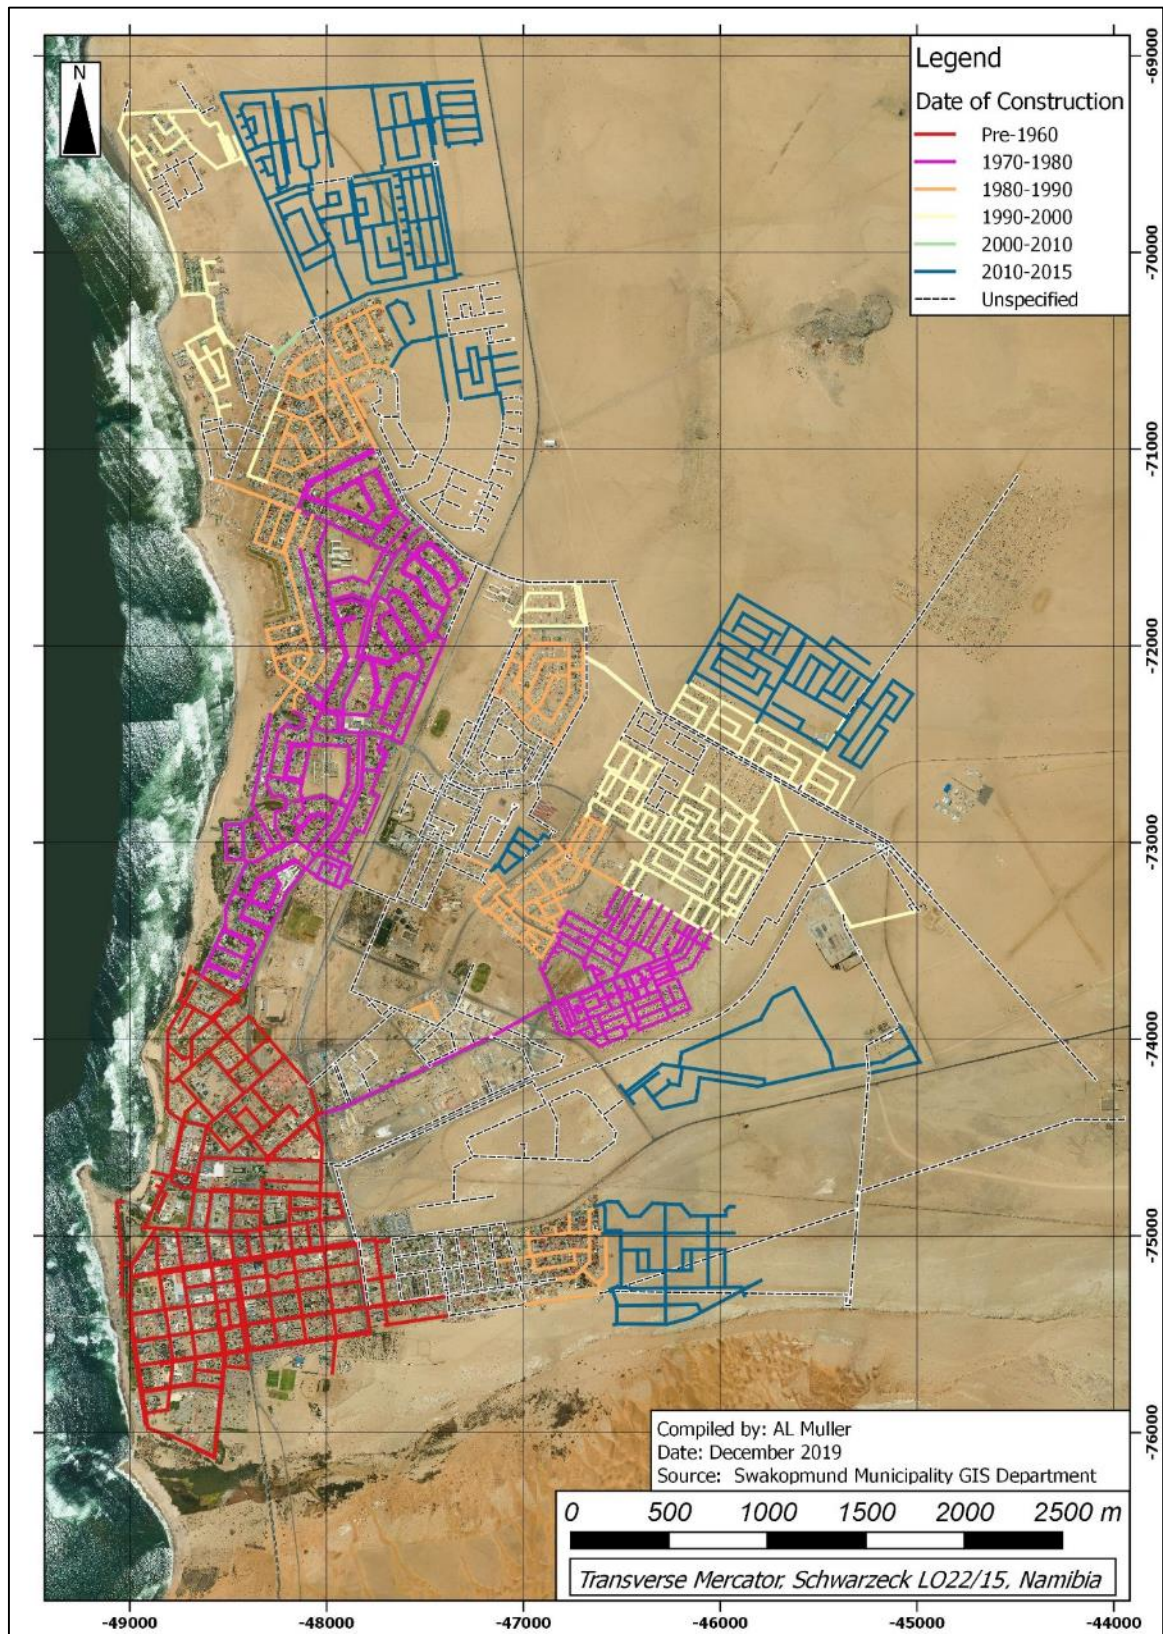 N
Legend
Date of Construction
Pre-1960
1970-1980
1980-1990
1990-2000
2000-2010
2010-2015
Unspecified
-69000
-70000
-71000
-72000
-73000
-74000
-75000
-76000
Compiled by: AL Muller
Date: December 2019
Source: Swakopmund Municipality GIS Department
0 500 1000 1500 2000 2500 m
Transverse Mercator, Schwarzeck LO22/15, Namibia
-49000 -48000 -47000 -46000 -45000 -44000